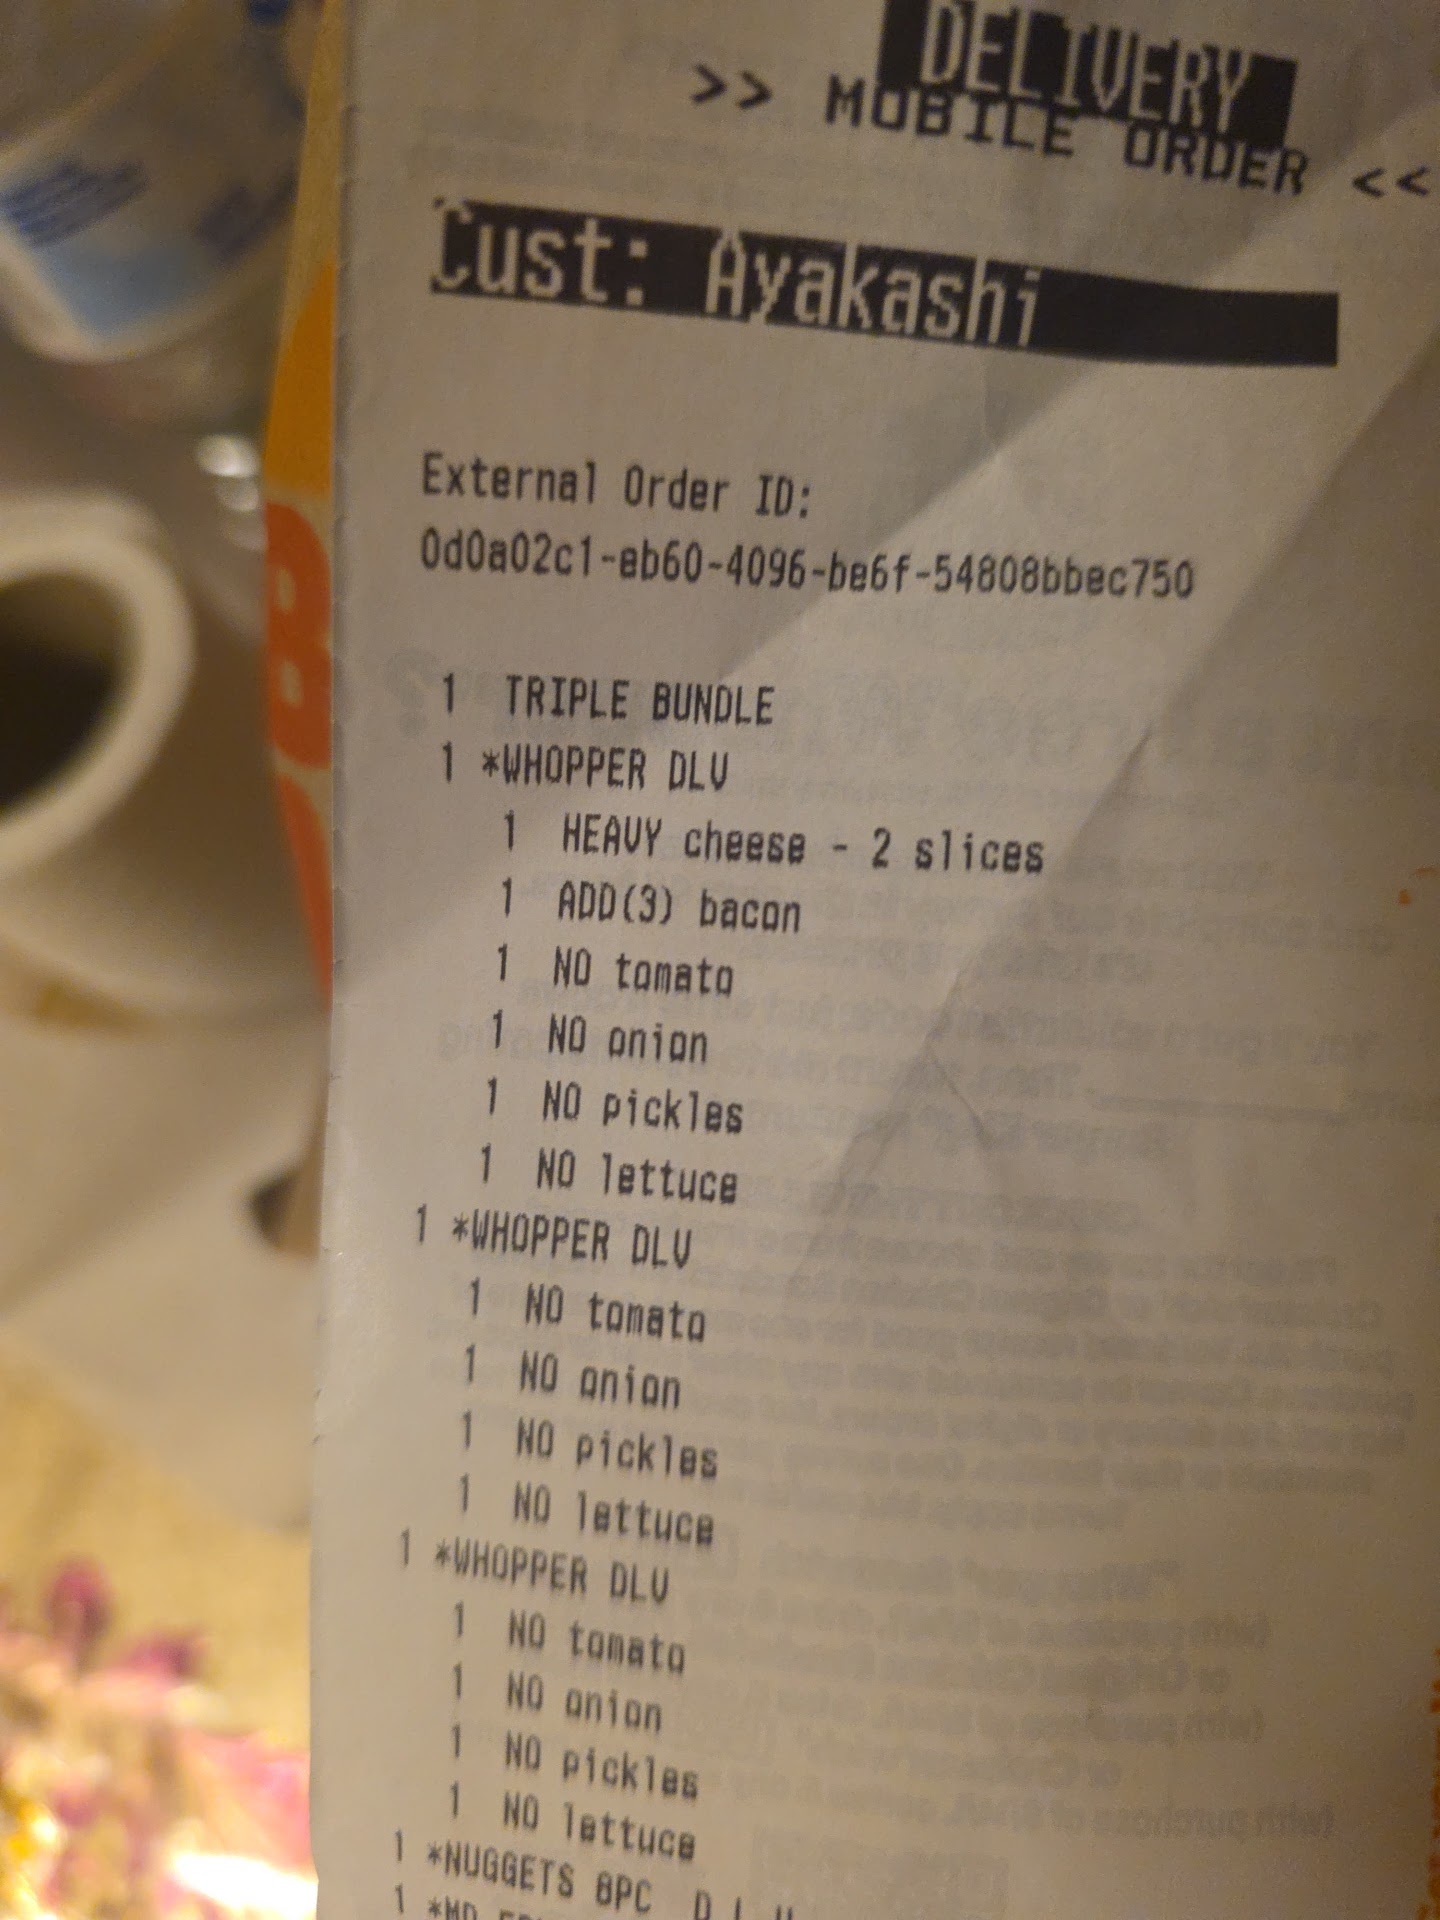 DELIVERY
>> MOBILE ORDER <<
Cust: Ayakashi
External Order ID:
0d0a02c1-eb60-4096-be6f-54808bbec750
1 TRIPLE BUNDLE
1 *WHOPPER DLV
1 HEAVY cheese - 2 slices
1 ADD(3) bacon
1 NO tomato
1 NO onion
1 NO pickles
1 NO lettuce
1 *WHOPPER DLV
1 NO tomato
1 NO onion
1 NO pickles
1 NO lettuce
1 *WHOPPER DLV
1 NO tomato
1 NO onion
1 NO pickles
1 NO lettuce
1 *NUGGETS 8PC D L V
1 *MD